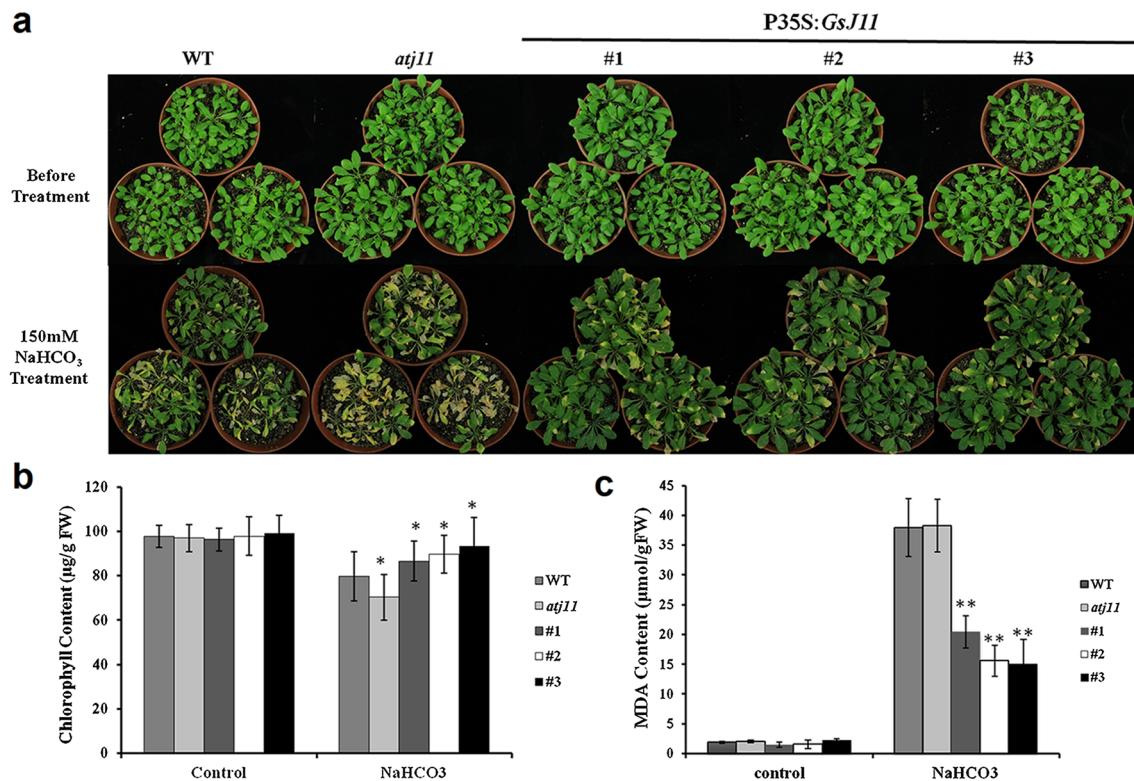 a
P35S:GsJ11
WT atj11 #1 #2 #3
Before
Treatment
150mM
NaHCO3
Treatment
b
Chlorophyll Content (µg/g FW)
120
100
80
60
40
20
0
* * * *
Control NaHCO3
WT
atj11
#1
#2
#3
c
MDA Content (µmol/gFW)
45
40
35
30
25
20
15
10
5
0
** ** **
control NaHCO3
WT
atj11
#1
#2
#3